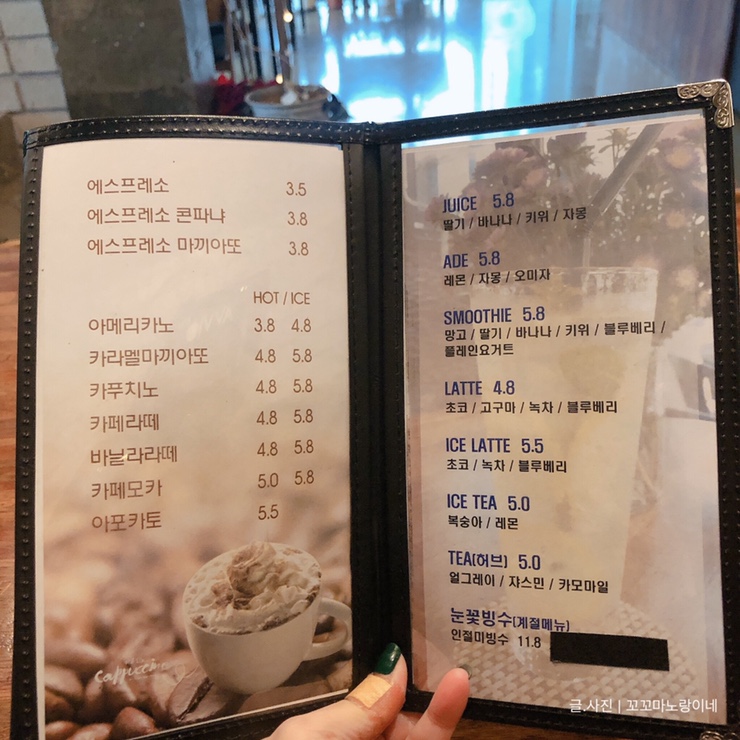 에스프레소 3.5
에스프레소 콘파냐 3.8
에스프레소 마끼아또 3.8
HOT / ICE
아메리카노 3.8 4.8
카라멜마끼아또 4.8 5.8
카푸치노 4.8 5.8
카페라떼 4.8 5.8
바닐라라떼 4.8 5.8
카페모카 5.0 5.8
아포카토 5.5
Cappuccino
JUICE 5.8
딸기 / 바나나 / 키위 / 자몽
ADE 5.8
레몬 / 자몽 / 오미자
SMOOTHIE 5.8
망고 / 딸기 / 바나나 / 키위 / 블루베리 /
플레인요거트
LATTE 4.8
초코 / 고구마 / 녹차 / 블루베리
ICE LATTE 5.5
초코 / 녹차 / 블루베리
ICE TEA 5.0
복숭아 / 레몬
TEA(허브) 5.0
얼그레이 / 쟈스민 / 카모마일
눈꽃빙수(계절메뉴)
인절미빙수 11.8
글.사진 | 꼬꼬마노랑이네